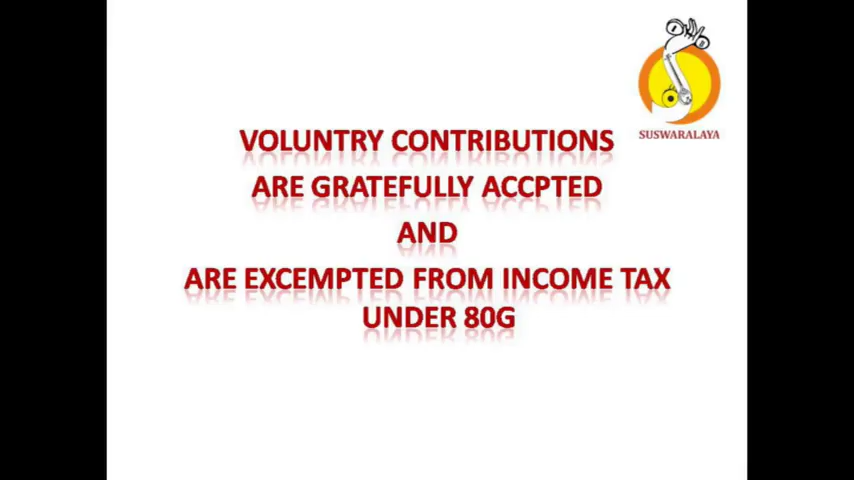 SUSWARALAYA
VOLUNTRY CONTRIBUTIONS
ARE GRATEFULLY ACCPTED
AND
ARE EXCEMPTED FROM INCOME TAX
UNDER 80G